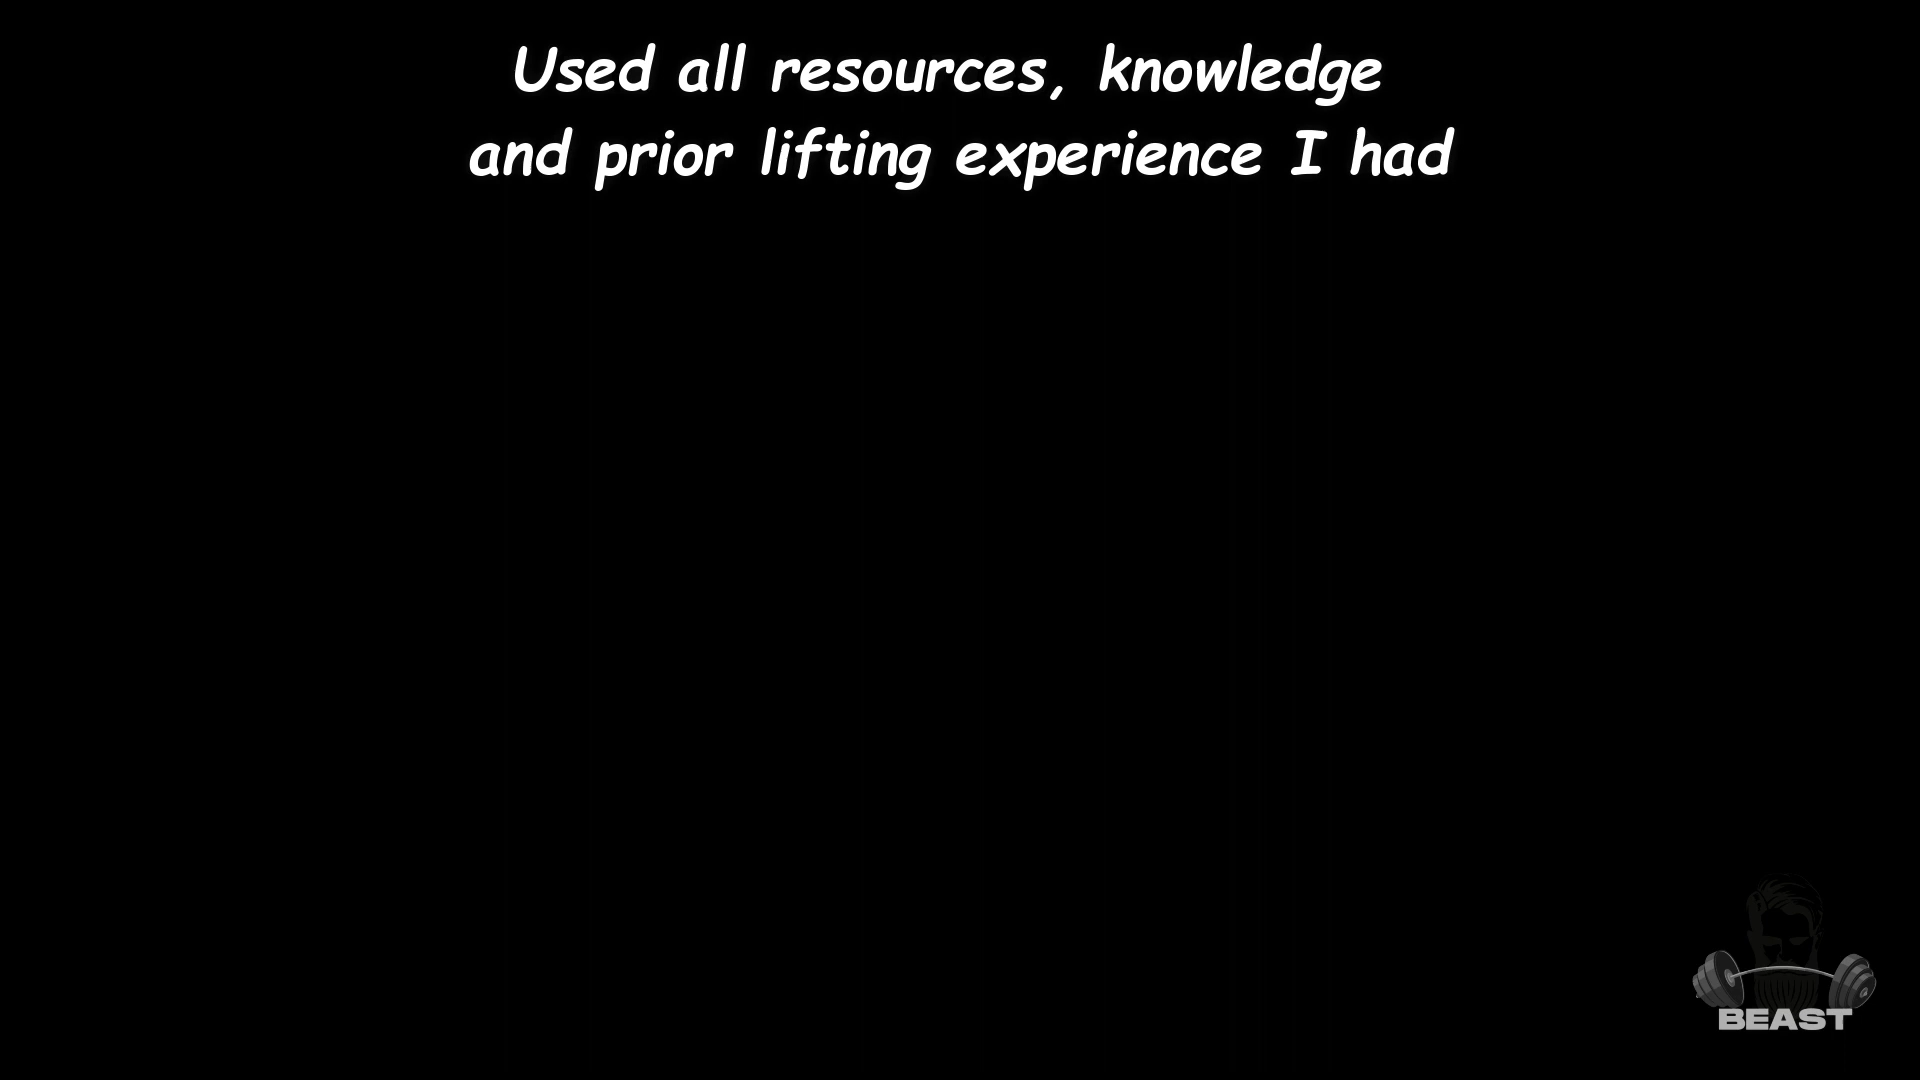 Used all resources, knowledge
and prior lifting experience I had
BEAST